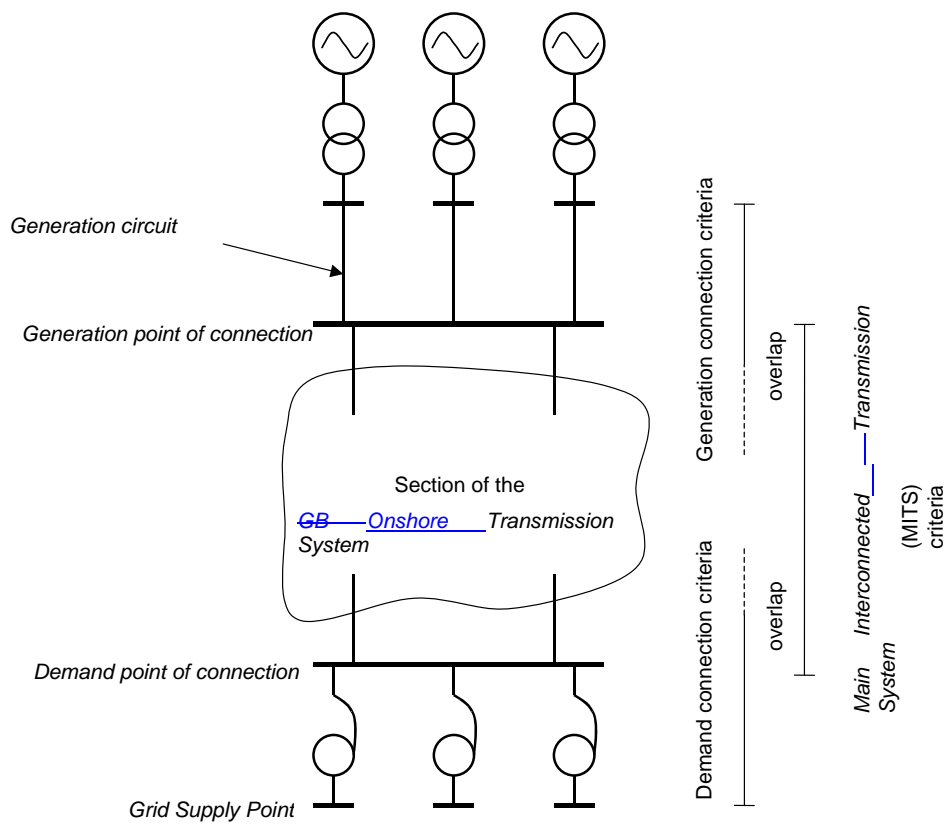 Generation circuit
Generation point of connection
Section of the
GB Onshore Transmission
System
Demand point of connection
Grid Supply Point
Generation connection criteria
Demand connection criteria
overlap
overlap
Main Interconnected Transmission
System
(MITS)
criteria